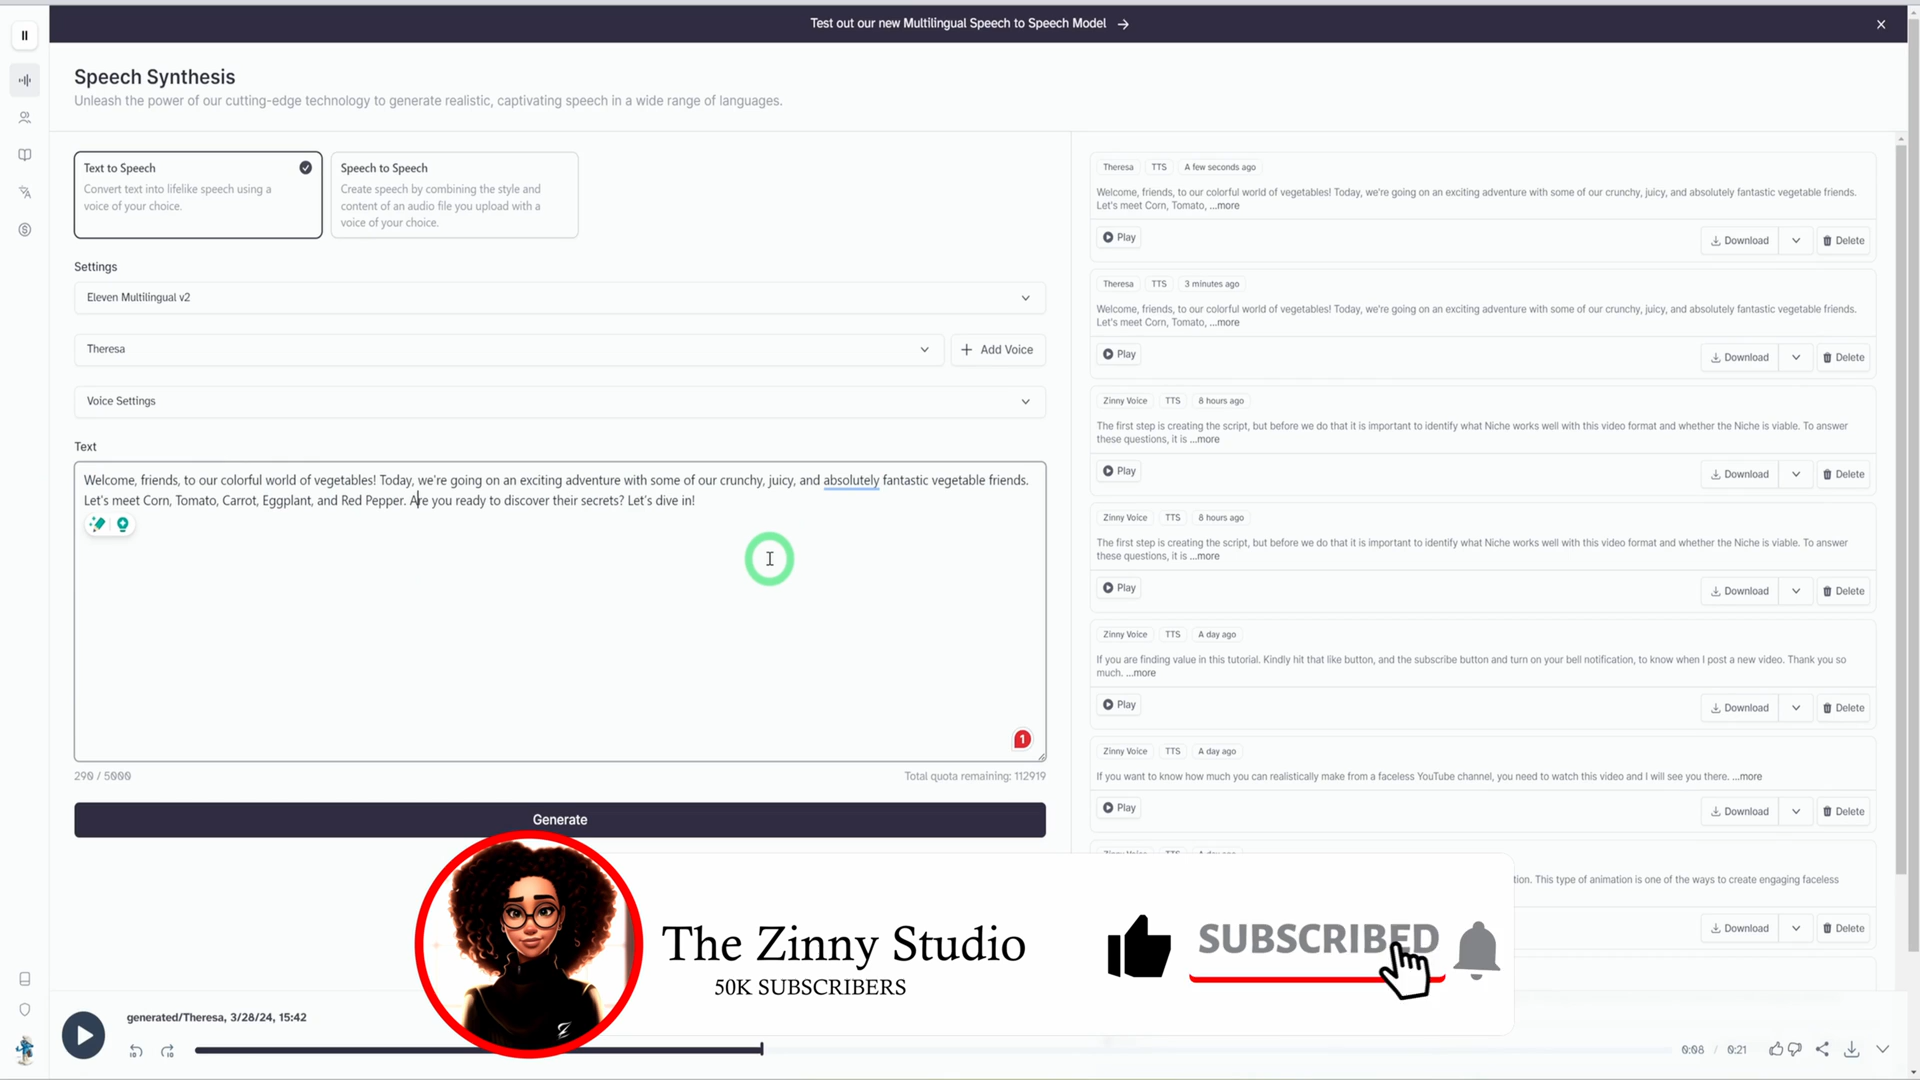 Test out our new Multilingual Speech to Speech Model →
Speech Synthesis
Unleash the power of our cutting-edge technology to generate realistic, captivating speech in a wide range of languages.
Text to Speech
Convert text into lifelike speech using a
voice of your choice.
Speech to Speech
Create speech by combining the style and
content of an audio file you upload with a
voice of your choice.
Settings
Eleven Multilingual v2
Theresa
+ Add Voice
Voice Settings
Text
Welcome, friends, to our colorful world of vegetables! Today, we're going on an exciting adventure with some of our crunchy, juicy, and absolutely fantastic vegetable friends.
Let's meet Corn, Tomato, Carrot, Eggplant, and Red Pepper. Are you ready to discover their secrets? Let's dive in!
1
290 / 5000
Total quota remaining: 112919
Generate
Theresa TTS A few seconds ago
Welcome, friends, to our colorful world of vegetables! Today, we're going on an exciting adventure with some of our crunchy, juicy, and absolutely fantastic vegetable friends.
Let's meet Corn, Tomato, ...more
Play
Download
Delete
Theresa TTS 3 minutes ago
Welcome, friends, to our colorful world of vegetables! Today, we're going on an exciting adventure with some of our crunchy, juicy, and absolutely fantastic vegetable friends.
Let's meet Corn, Tomato, ...more
Play
Download
Delete
Zinny Voice TTS 8 hours ago
The first step is creating the script, but before we do that it is important to identify what Niche works well with this video format and whether the Niche is viable. To answer
these questions, it is ...more
Play
Download
Delete
Zinny Voice TTS 8 hours ago
The first step is creating the script, but before we do that it is important to identify what Niche works well with this video format and whether the Niche is viable. To answer
these questions, it is ...more
Play
Download
Delete
Zinny Voice TTS A day ago
If you are finding value in this tutorial. Kindly hit that like button, and the subscribe button and turn on your bell notification, to know when I post a new video. Thank you so
much. ...more
Play
Download
Delete
Zinny Voice TTS A day ago
If you want to know how much you can realistically make from a faceless YouTube channel, you need to watch this video and I will see you there. ...more
Play
Download
Delete
tion. This type of animation is one of the ways to create engaging faceless
Download
Delete
The Zinny Studio
50K SUBSCRIBERS
SUBSCRIBED
generated/Theresa, 3/28/24, 15:42
10
10
0:08 / 0:21